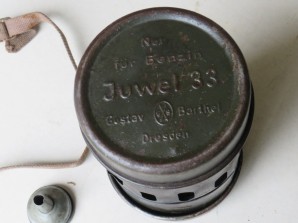 Nur
für Benzin
Juwel 33.
Gustav Barthel
Dresden